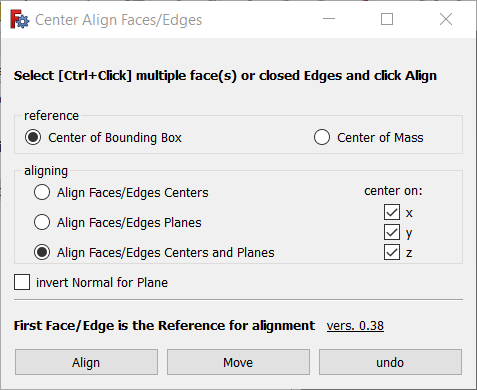 Center Align Faces/Edges
Select [Ctrl+Click] multiple face(s) or closed Edges and click Align
reference
Center of Bounding Box Center of Mass
aligning
Align Faces/Edges Centers center on:
x
Align Faces/Edges Planes
y
Align Faces/Edges Centers and Planes z
invert Normal for Plane
First Face/Edge is the Reference for alignment vers. 0.38
Align Move undo